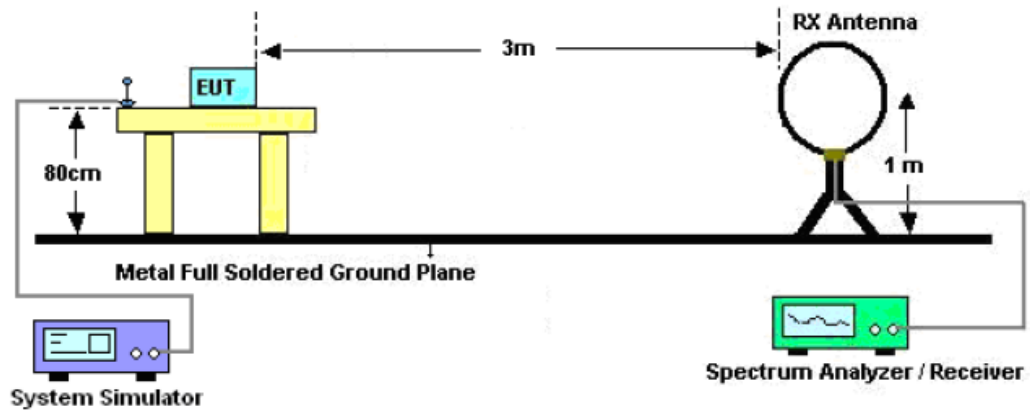 RX Antenna
3m
EUT
80cm
1 m
Metal Full Soldered Ground Plane
System Simulator
Spectrum Analyzer / Receiver